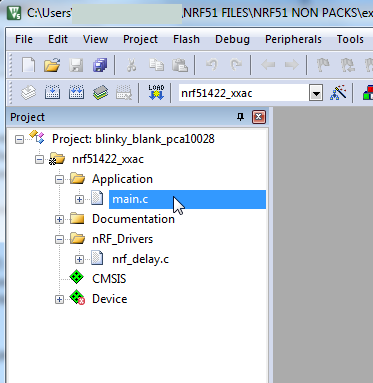 C:\Users' ,NRF51 FILES\NRF51 NON PACKS\ex
File Edit View Project Flash Debug Peripherals Tools
LOAD nrf51422_xxac
Project
Project: blinky_blank_pca10028
nrf51422_xxac
Application
main.c
Documentation
nRF_Drivers
nrf_delay.c
CMSIS
Device